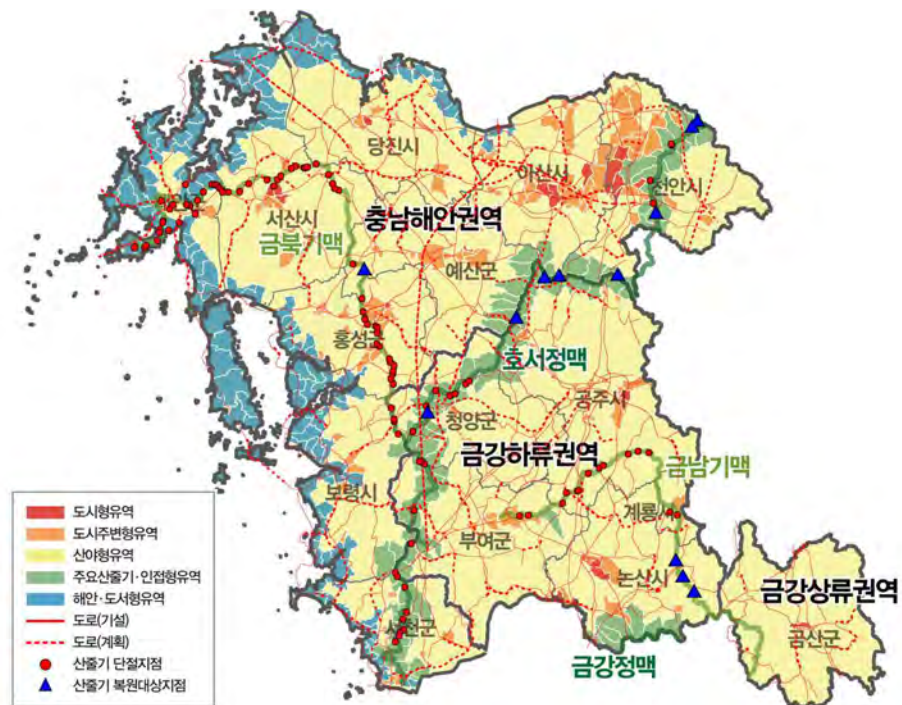 당진시
아산시
천안시
서산시
충남해안권역
금북기맥
예산군
홍성군
호서정맥
청양군
공주시
금강하류권역
금남기맥
보령시
계룡시
부여군
논산시
금강상류권역
서천군
금산군
금강정맥
도시형유역
도시주변형유역
산야형유역
주요산줄기·인접형유역
해안·도서형유역
도로(기설)
도로(계획)
산줄기 단절지점
산줄기 복원대상지점